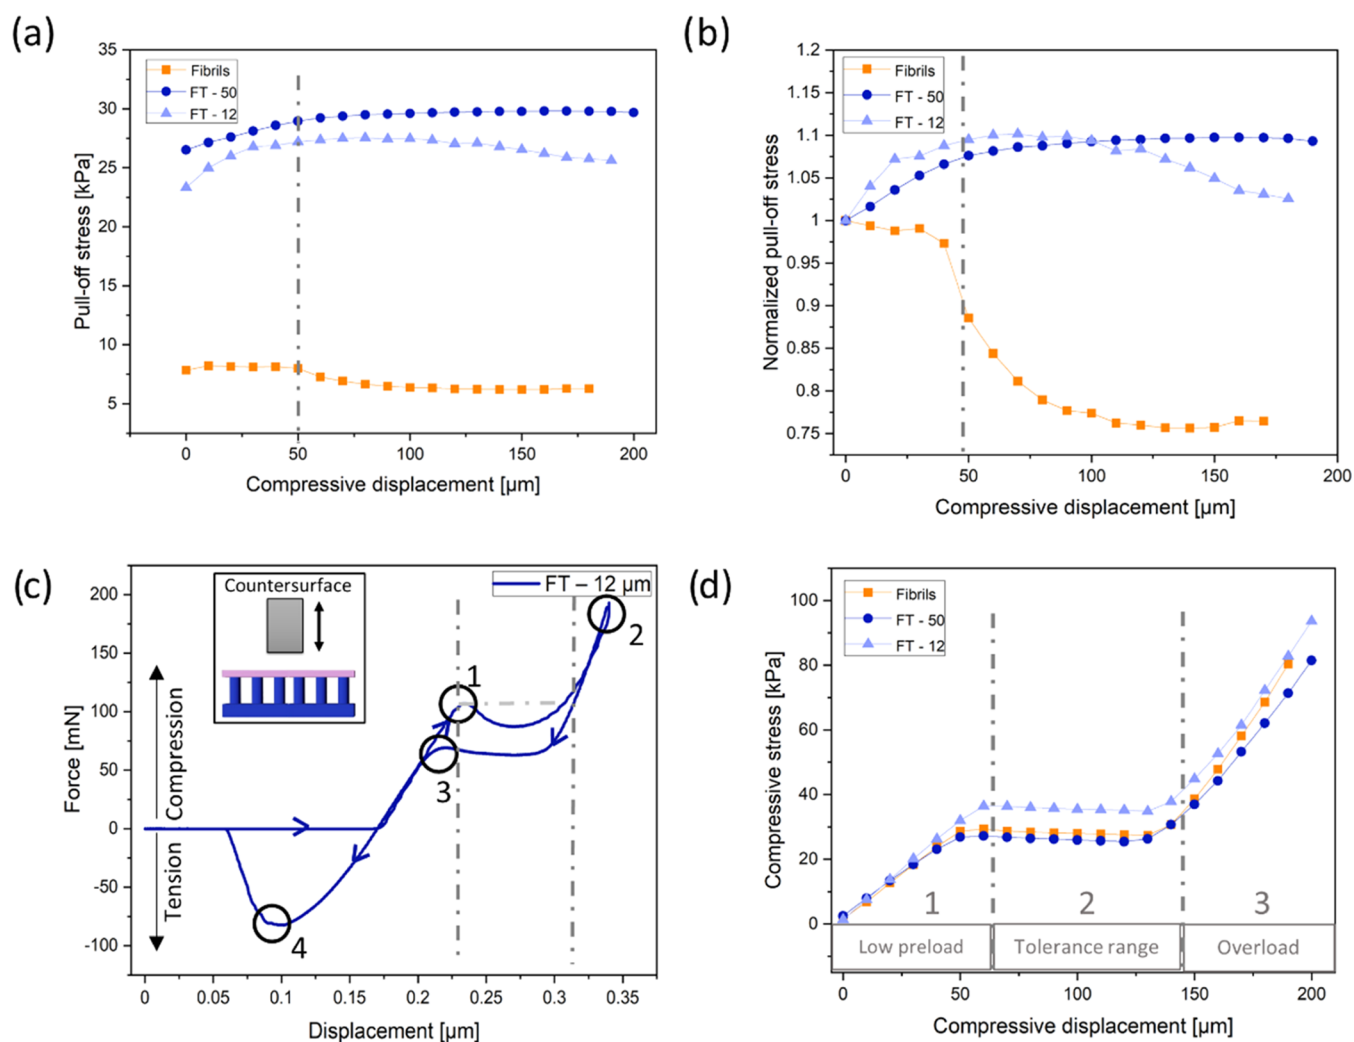 (a)
35
30
25
20
15
10
5
Pull-off stress [kPa]
Fibrils
FT - 50
FT - 12
0 50 100 150 200
Compressive displacement [µm]
(b)
1.2
1.15
1.1
1.05
1
0.95
0.9
0.85
0.8
0.75
Normalized pull-off stress
Fibrils
FT - 50
FT - 12
0 50 100 150 200
Compressive displacement [µm]
(c)
200
150
100
50
0
-50
-100
Force [mN]
Tension Compression
Countersurface
FT – 12 µm
1
2
3
4
0 0.05 0.1 0.15 0.2 0.25 0.3 0.35
Displacement [µm]
(d)
100
80
60
40
20
0
Compressive stress [kPa]
Fibrils
FT - 50
FT - 12
1 2 3
Low preload Tolerance range Overload
0 50 100 150 200
Compressive displacement [µm]